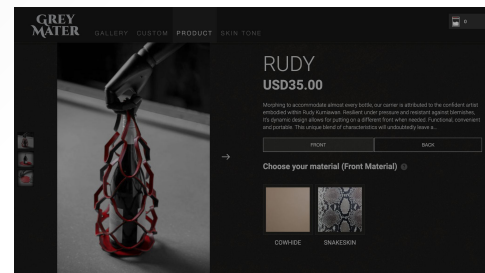 GREY
MATER
GALLERY CUSTOM PRODUCT SKIN TONE
0
RUDY
USD35.00
Morphing to accommodate almost every bottle, our carrier is attributed to the confident artist
embodied within Rudy Kurniawan. Resilient under pressure and resistant against blemishes,
It's dynamic design allows for putting on a different front when needed. Functional, convenient
and portable. This unique blend of characteristics will undoubtedly leave a...
FRONT BACK
Choose your material (Front Material)
COWHIDE SNAKESKIN